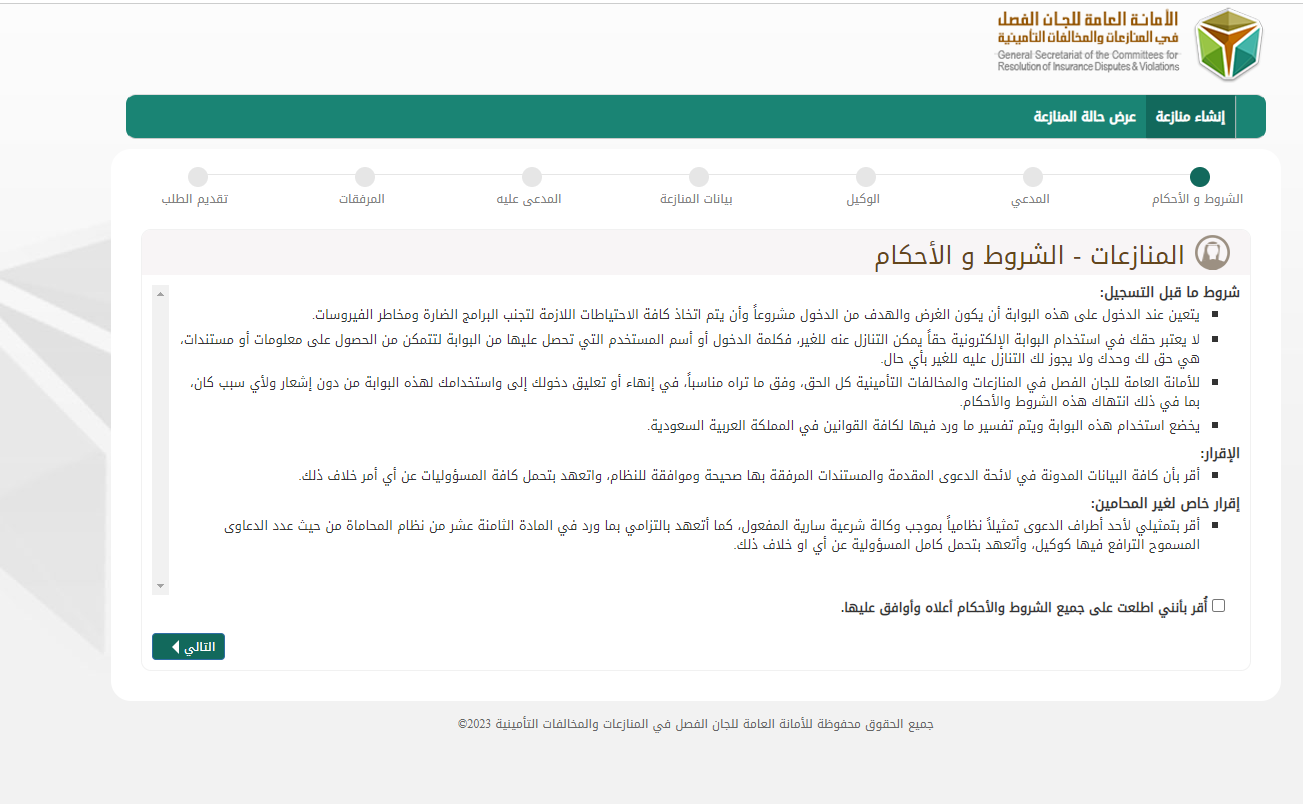 الأمانة العامة للجان الفصل
في المنازعات والمخالفات التأمينية
General Secretariat of the Committees for
Resolution of Insurance Disputes & Violations
إنشاء منازعة
عرض حالة المنازعة
الشروط و الأحكام
المدعي
الوكيل
بيانات المنازعة
المدعى عليه
المرفقات
تقديم الطلب
المنازعات - الشروط و الأحكام
شروط ما قبل التسجيل:
يتعين عند الدخول على هذه البوابة أن يكون الغرض والهدف من الدخول مشروعاً وأن يتم اتخاذ كافة الاحتياطات اللازمة لتجنب البرامج الضارة ومخاطر الفيروسات.
لا يعتبر حقك في استخدام البوابة الإلكترونية حقاً يمكن التنازل عنه للغير، فكلمة الدخول أو أسم المستخدم التي تحصل عليها من البوابة لتتمكن من الحصول على معلومات أو مستندات،
هي حق لك وحدك ولا يجوز لك التنازل عليه للغير بأي حال.
للأمانة العامة للجان الفصل في المنازعات والمخالفات التأمينية كل الحق، وفق ما تراه مناسباً، في إنهاء أو تعليق دخولك إلى واستخدامك لهذه البوابة من دون إشعار ولأي سبب كان،
بما في ذلك انتهاك هذه الشروط والأحكام.
يخضع استخدام هذه البوابة ويتم تفسير ما ورد فيها لكافة القوانين في المملكة العربية السعودية.
الإقرار:
أقر بأن كافة البيانات المدونة في لائحة الدعوى المقدمة والمستندات المرفقة بها صحيحة وموافقة للنظام، واتعهد بتحمل كافة المسؤوليات عن أي أمر خلاف ذلك.
إقرار خاص لغير المحامين:
أقر بتمثيلي لأحد أطراف الدعوى تمثيلاً نظامياً بموجب وكالة شرعية سارية المفعول، كما أتعهد بالتزامي بما ورد في المادة الثامنة عشر من نظام المحاماة من حيث عدد الدعاوى
المسموح الترافع فيها كوكيل، وأتعهد بتحمل كامل المسؤولية عن أي او خلاف ذلك.
أُقر بأنني اطلعت على جميع الشروط والأحكام أعلاه وأوافق عليها.
التالي
جميع الحقوق محفوظة للأمانة العامة للجان الفصل في المنازعات والمخالفات التأمينية 2023©